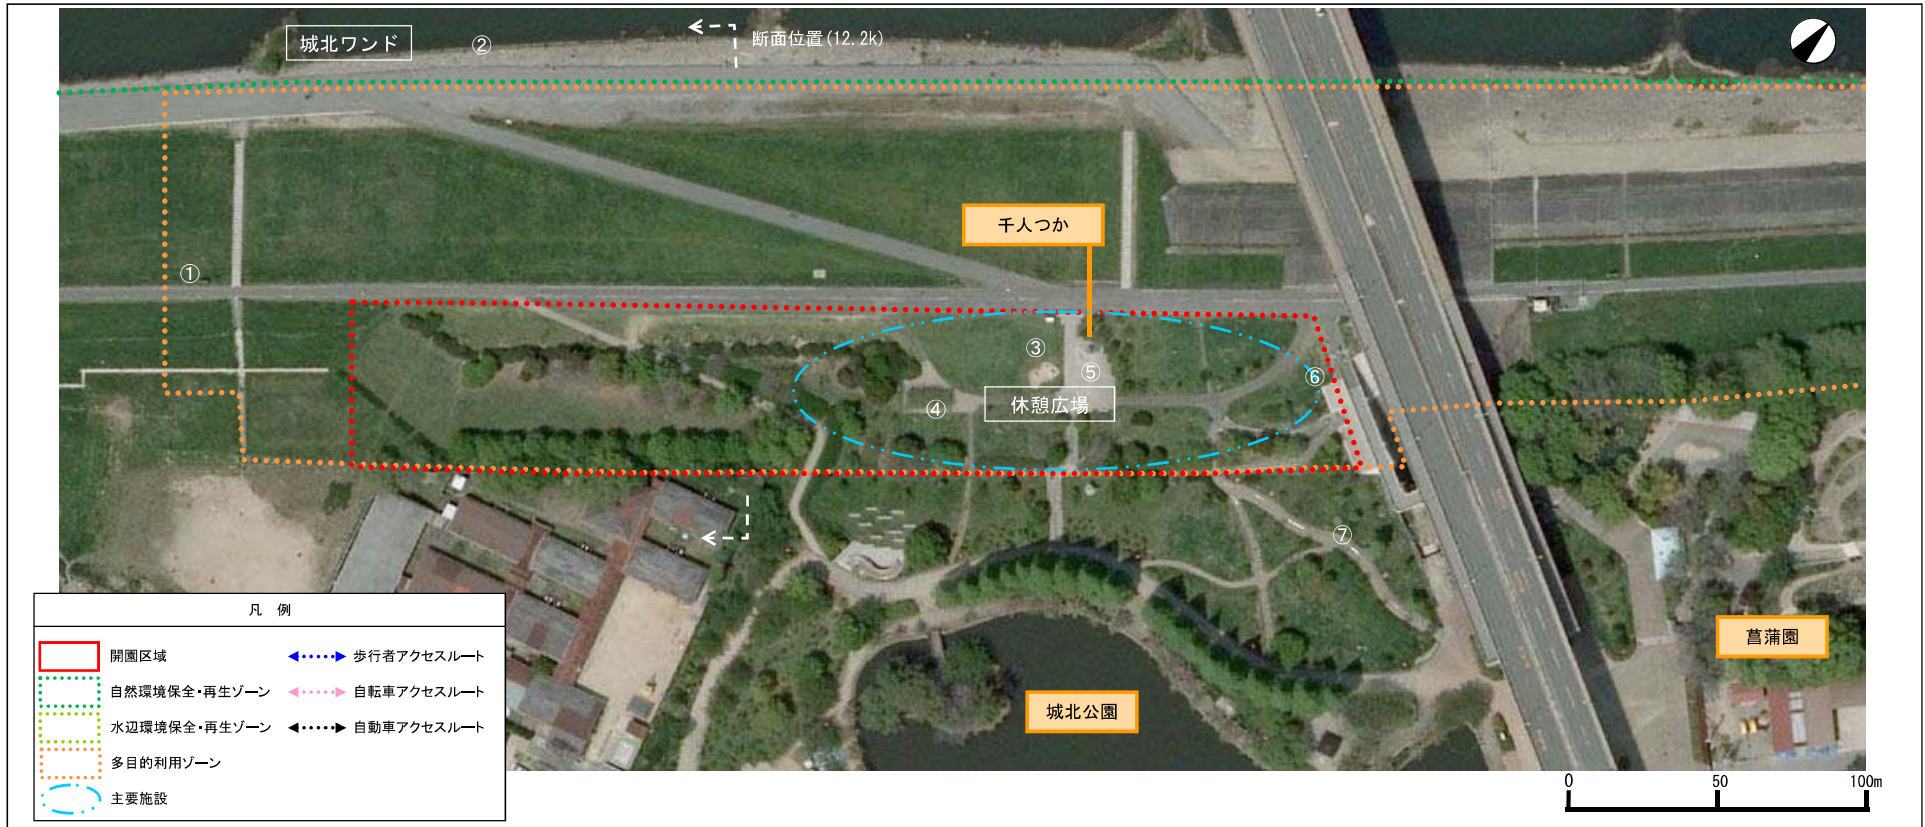 城北ワンド
②
断面位置(12.2k)
千人つか
①
③
⑤
⑥
④
休憩広場
⑦
菖蒲園
城北公園
凡 例
開園区域
歩行者アクセスルート
自然環境保全・再生ゾーン
自転車アクセスルート
水辺環境保全・再生ゾーン
自動車アクセスルート
多目的利用ゾーン
主要施設
0 50 100m